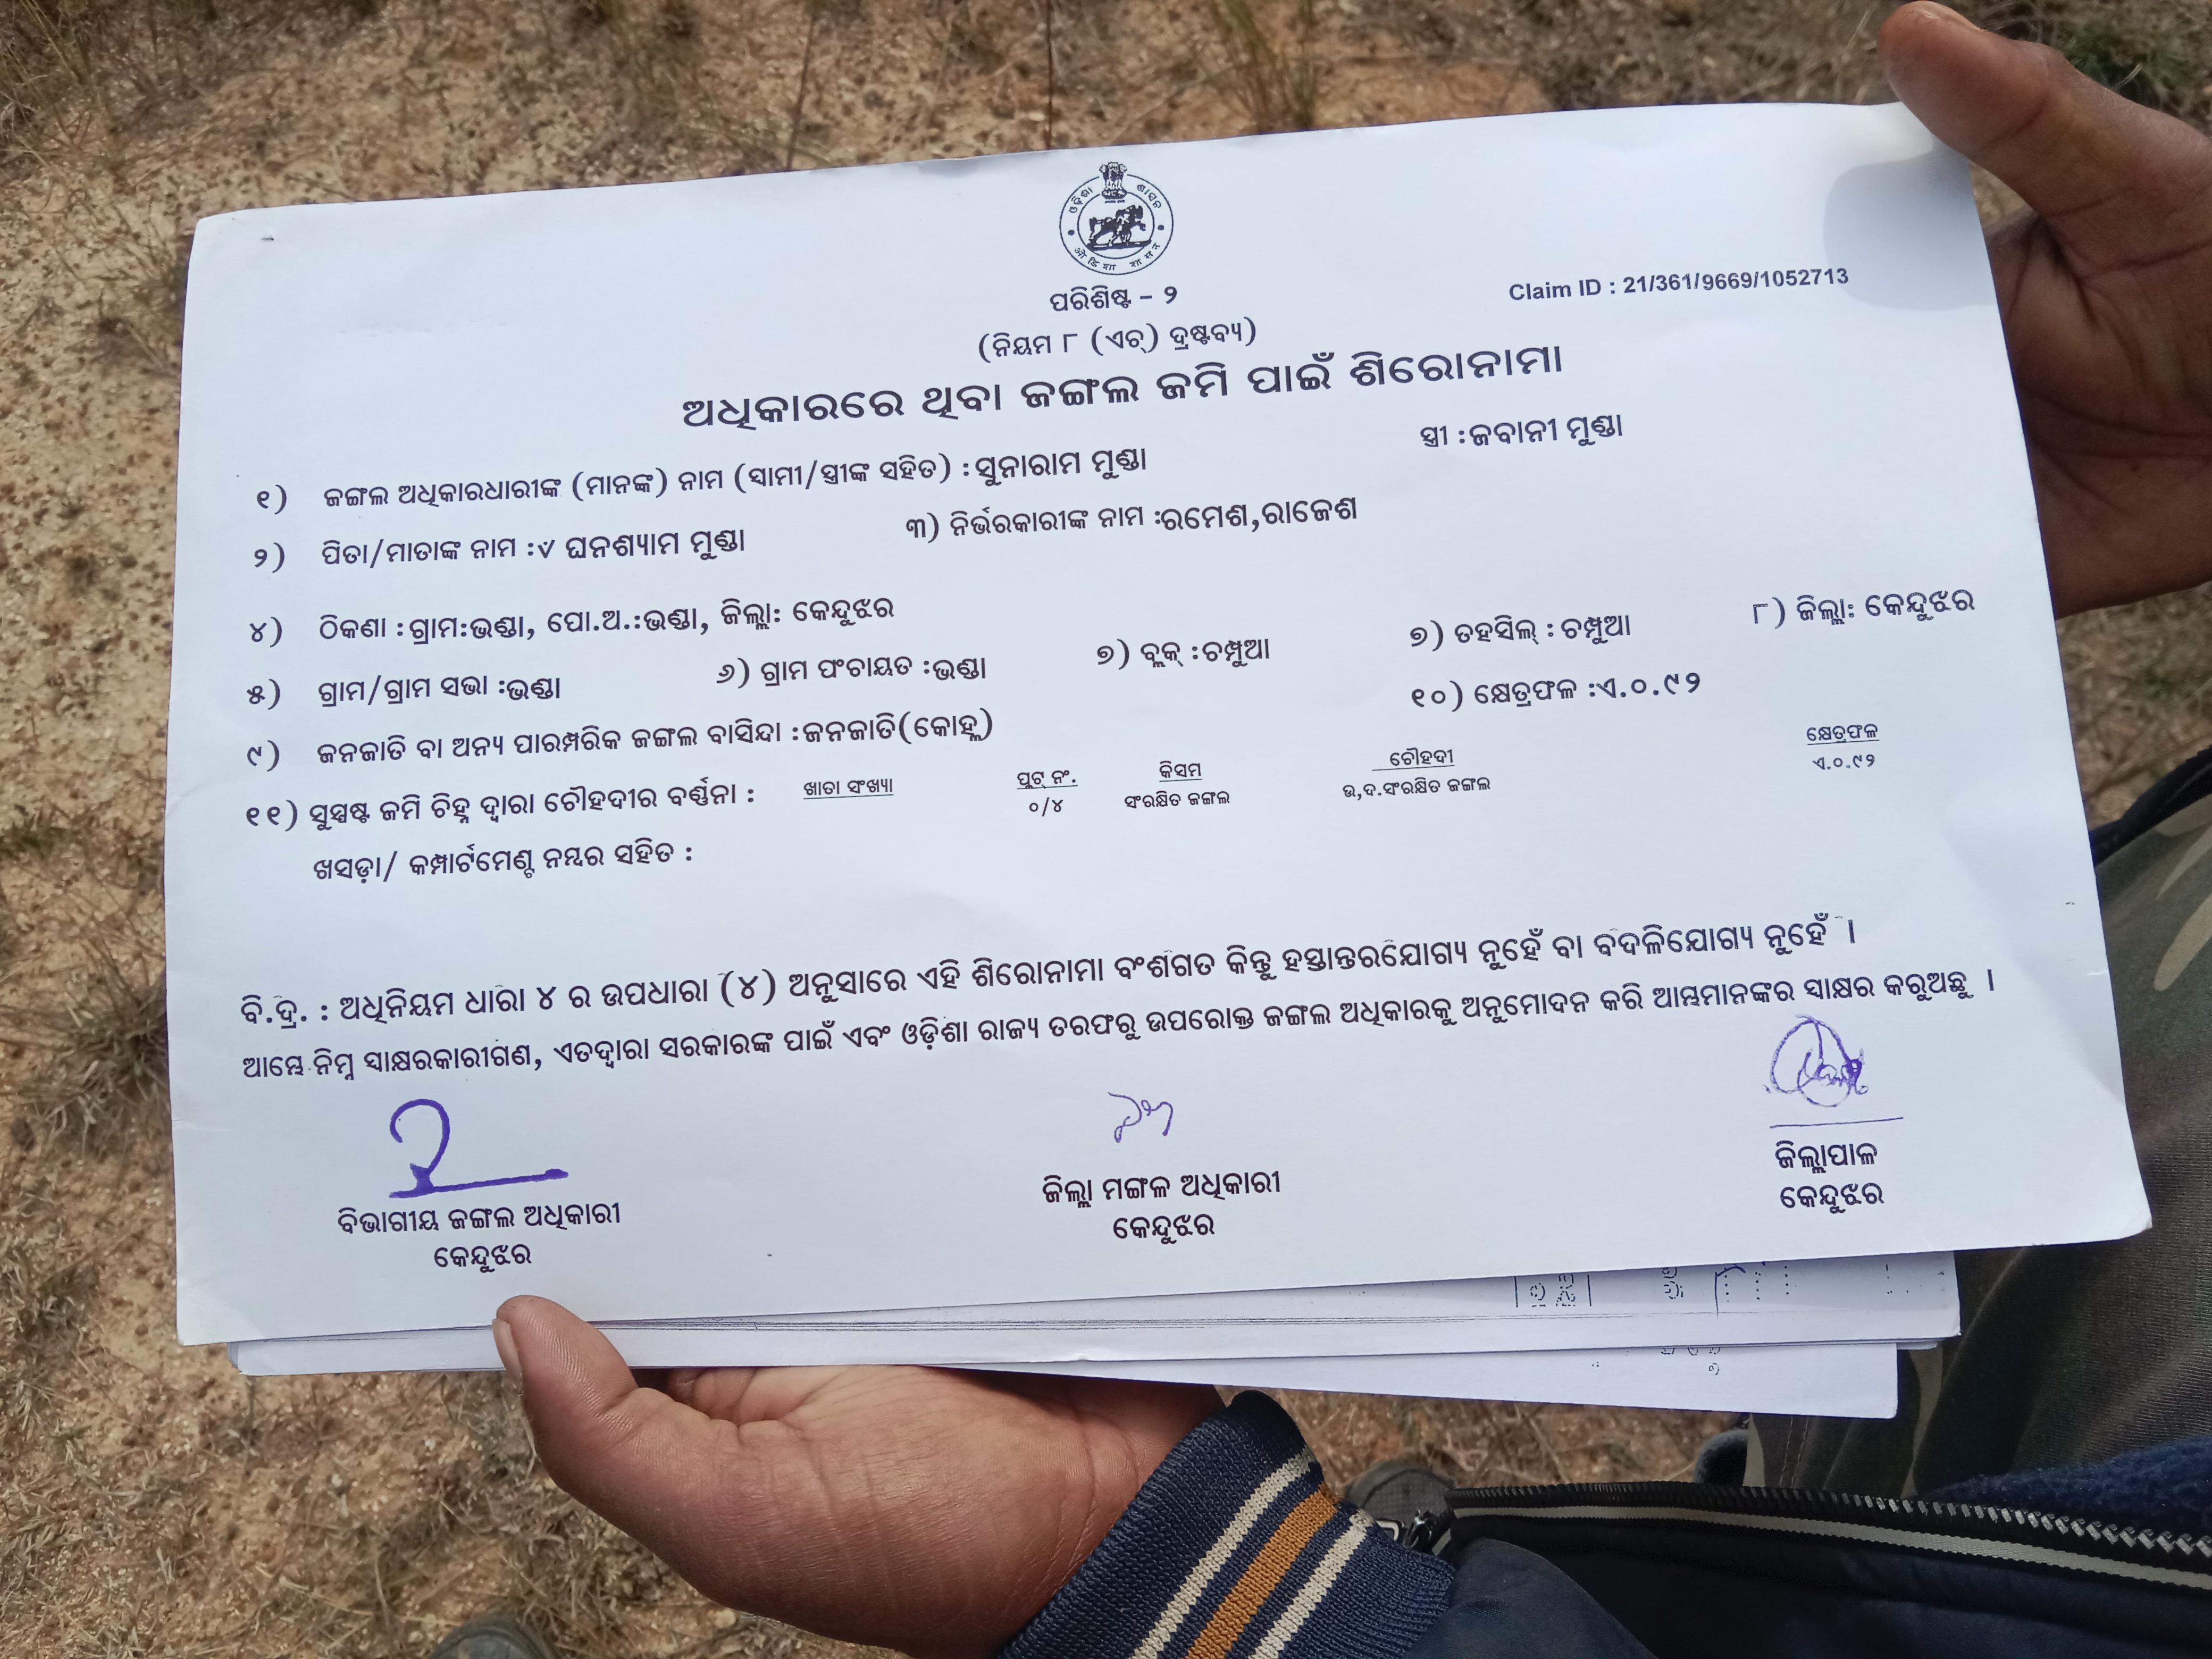 ଓଡ଼ିଶା ଶାସନ
ओडिशा शासन
ପରିଶିଷ୍ଟ - ୨
Claim ID : 21/361/9669/1052713
(ନିୟମ ୮ (ଏଚ୍) ଦ୍ରଷ୍ଟବ୍ୟ)
ଅଧିକାରରେ ଥିବା ଜଙ୍ଗଲ ଜମି ପାଇଁ ଶିରୋନାମା
୧) ଜଙ୍ଗଲ ଅଧିକାରଧାରୀଙ୍କ (ମାନଙ୍କ) ନାମ (ସ୍ୱାମୀ/ସ୍ତ୍ରୀଙ୍କ ସହିତ) : ସୁନାରାମ ମୁଣ୍ଡା ସ୍ତ୍ରୀ : ଜବାନୀ ମୁଣ୍ଡା
୨) ପିତା/ମାତାଙ୍କ ନାମ :√ ଘନଶ୍ୟାମ ମୁଣ୍ଡା ୩) ନିର୍ଭରକାରୀଙ୍କ ନାମ :ରମେଶ,ରାଜେଶ
୪) ଠିକଣା : ଗ୍ରାମ:ଭଣ୍ଡା, ପୋ.ଅ.:ଭଣ୍ଡା, ଜିଲ୍ଲା: କେନ୍ଦୁଝର
୫) ଗ୍ରାମ/ଗ୍ରାମ ସଭା :ଭଣ୍ଡା ୬) ଗ୍ରାମ ପଂଚାୟତ :ଭଣ୍ଡା ୭) ବ୍ଲକ୍ : ଚମ୍ପୁଆ ୭) ତହସିଲ୍ : ଚମ୍ପୁଆ ୮) ଜିଲ୍ଲା: କେନ୍ଦୁଝର
୯) ଜନଜାତି ବା ଅନ୍ୟ ପାରମ୍ପରିକ ଜଙ୍ଗଲ ବାସିନ୍ଦା : ଜନଜାତି(କୋହ୍ଲ) ୧୦) କ୍ଷେତ୍ରଫଳ :ଏ.୦.୯୨
୧୧) ସୁସ୍ପଷ୍ଟ ଜମି ଚିହ୍ନ ଦ୍ୱାରା ଚୌହଦୀର ବର୍ଣ୍ଣନା : ଖାତା ସଂଖ୍ୟା ପ୍ଲଟ୍ ନଂ. କିସମ ଚୌହଦୀ କ୍ଷେତ୍ରଫଳ
୦/୪ ସଂରକ୍ଷିତ ଜଙ୍ଗଲ ଉ,ଦ.ସଂରକ୍ଷିତ ଜଙ୍ଗଲ ଏ.୦.୯୨
ଖସଡ଼ା/ କମ୍ପାର୍ଟମେଣ୍ଟ ନମ୍ବର ସହିତ :
ବି.ଦ୍ର. : ଅଧିନିୟମ ଧାରା ୪ ର ଉପଧାରା (୪) ଅନୁସାରେ ଏହି ଶିରୋନାମା ବଂଶଗତ କିନ୍ତୁ ହସ୍ତାନ୍ତରଯୋଗ୍ୟ ନୁହେଁ ବା ବଦଳିଯୋଗ୍ୟ ନୁହେଁ ।
ଆମ୍ଭେ ନିମ୍ନ ସ୍ୱାକ୍ଷରକାରୀଗଣ, ଏତଦ୍ଦ୍ୱାରା ସରକାରଙ୍କ ପାଇଁ ଏବଂ ଓଡ଼ିଶା ରାଜ୍ୟ ତରଫରୁ ଉପରୋକ୍ତ ଜଙ୍ଗଲ ଅଧିକାରକୁ ଅନୁମୋଦନ କରି ଆମ୍ଭମାନଙ୍କର ସ୍ୱାକ୍ଷର କରୁଅଛୁ ।
ବିଭାଗୀୟ ଜଙ୍ଗଲ ଅଧିକାରୀ
କେନ୍ଦୁଝର
ଜିଲ୍ଲା ମଙ୍ଗଳ ଅଧିକାରୀ
କେନ୍ଦୁଝର
ଜିଲ୍ଲାପାଳ
କେନ୍ଦୁଝର